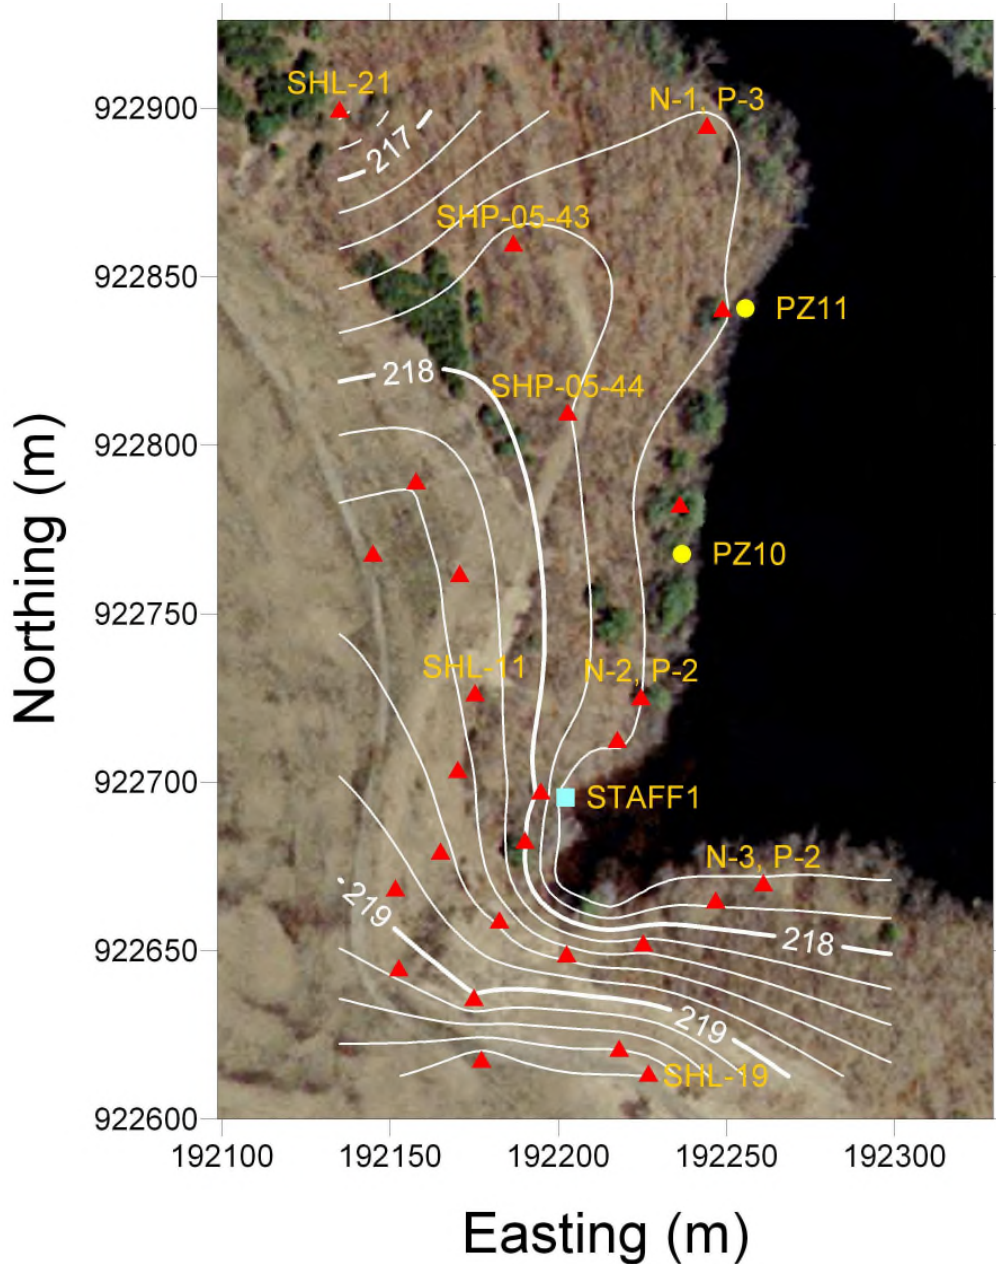 SHL-21
N-1, P-3
922900
217
SHP-05-43
922850
PZ11
218
SHP-05-44
922800
PZ10
922750
SHL-11
N-2, P-2
922700
STAFF1
N-3, P-2
219
218
922650
219
SHL-19
922600
192100
192150
192200
192250
192300
Northing (m)
Easting (m)